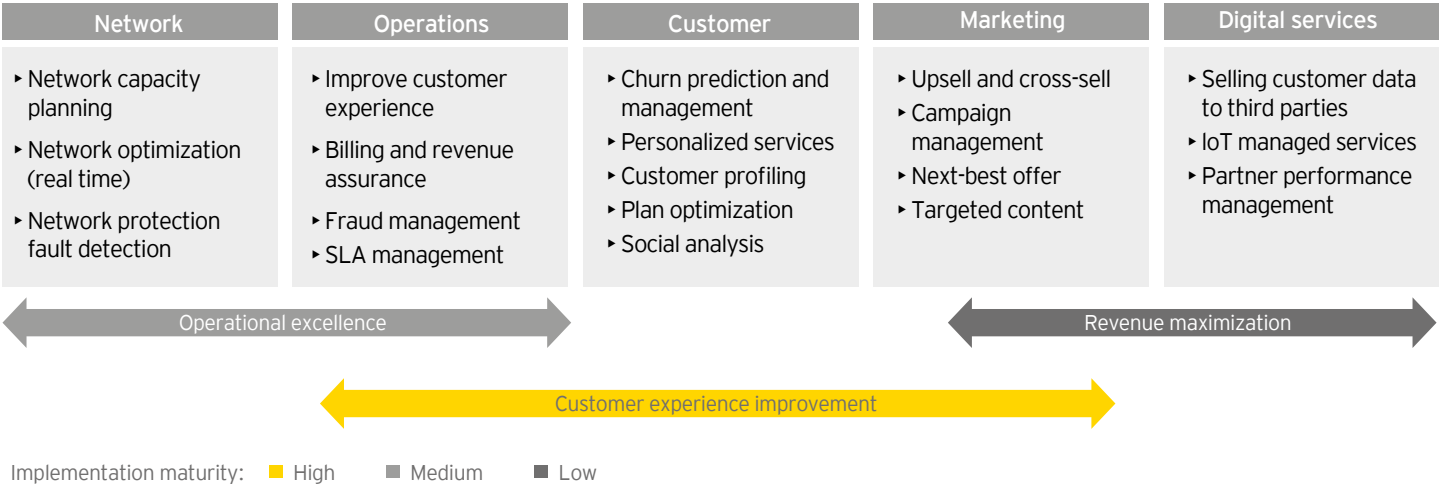 Network
Network capacity
planning
Network optimization
(real time)
Network protection
fault detection
Operations
Improve customer
experience
Billing and revenue
assurance
Fraud management
SLA management
Customer
Churn prediction and
management
Personalized services
Customer profiling
Plan optimization
Social analysis
Marketing
Upsell and cross-sell
Campaign
management
Next-best offer
Targeted content
Digital services
Selling customer data
to third parties
IoT managed services
Partner performance
management
Operational excellence
Revenue maximization
Customer experience improvement
Implementation maturity: High Medium Low